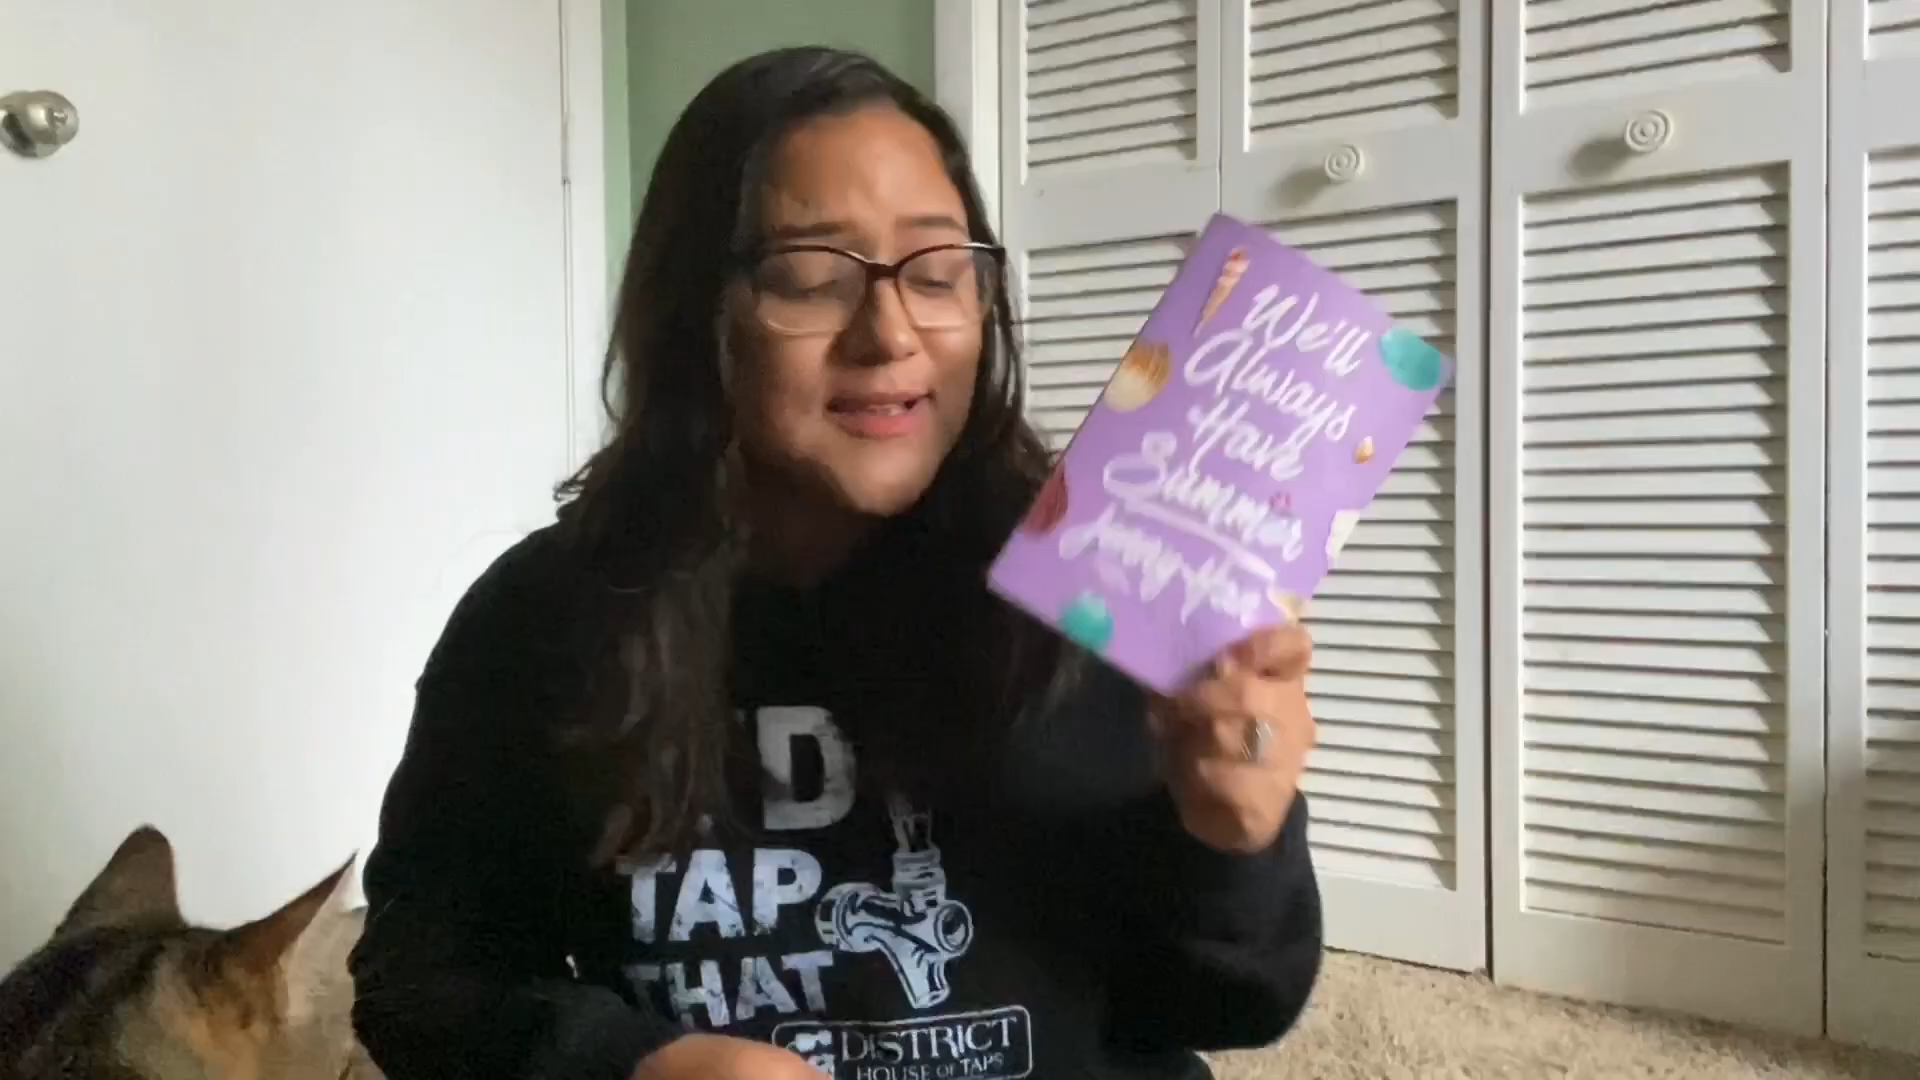 We'll
Always
Have
Summer
Jenny Han
D
TAP
THAT
DISTRICT
HOUSE OF TAPS